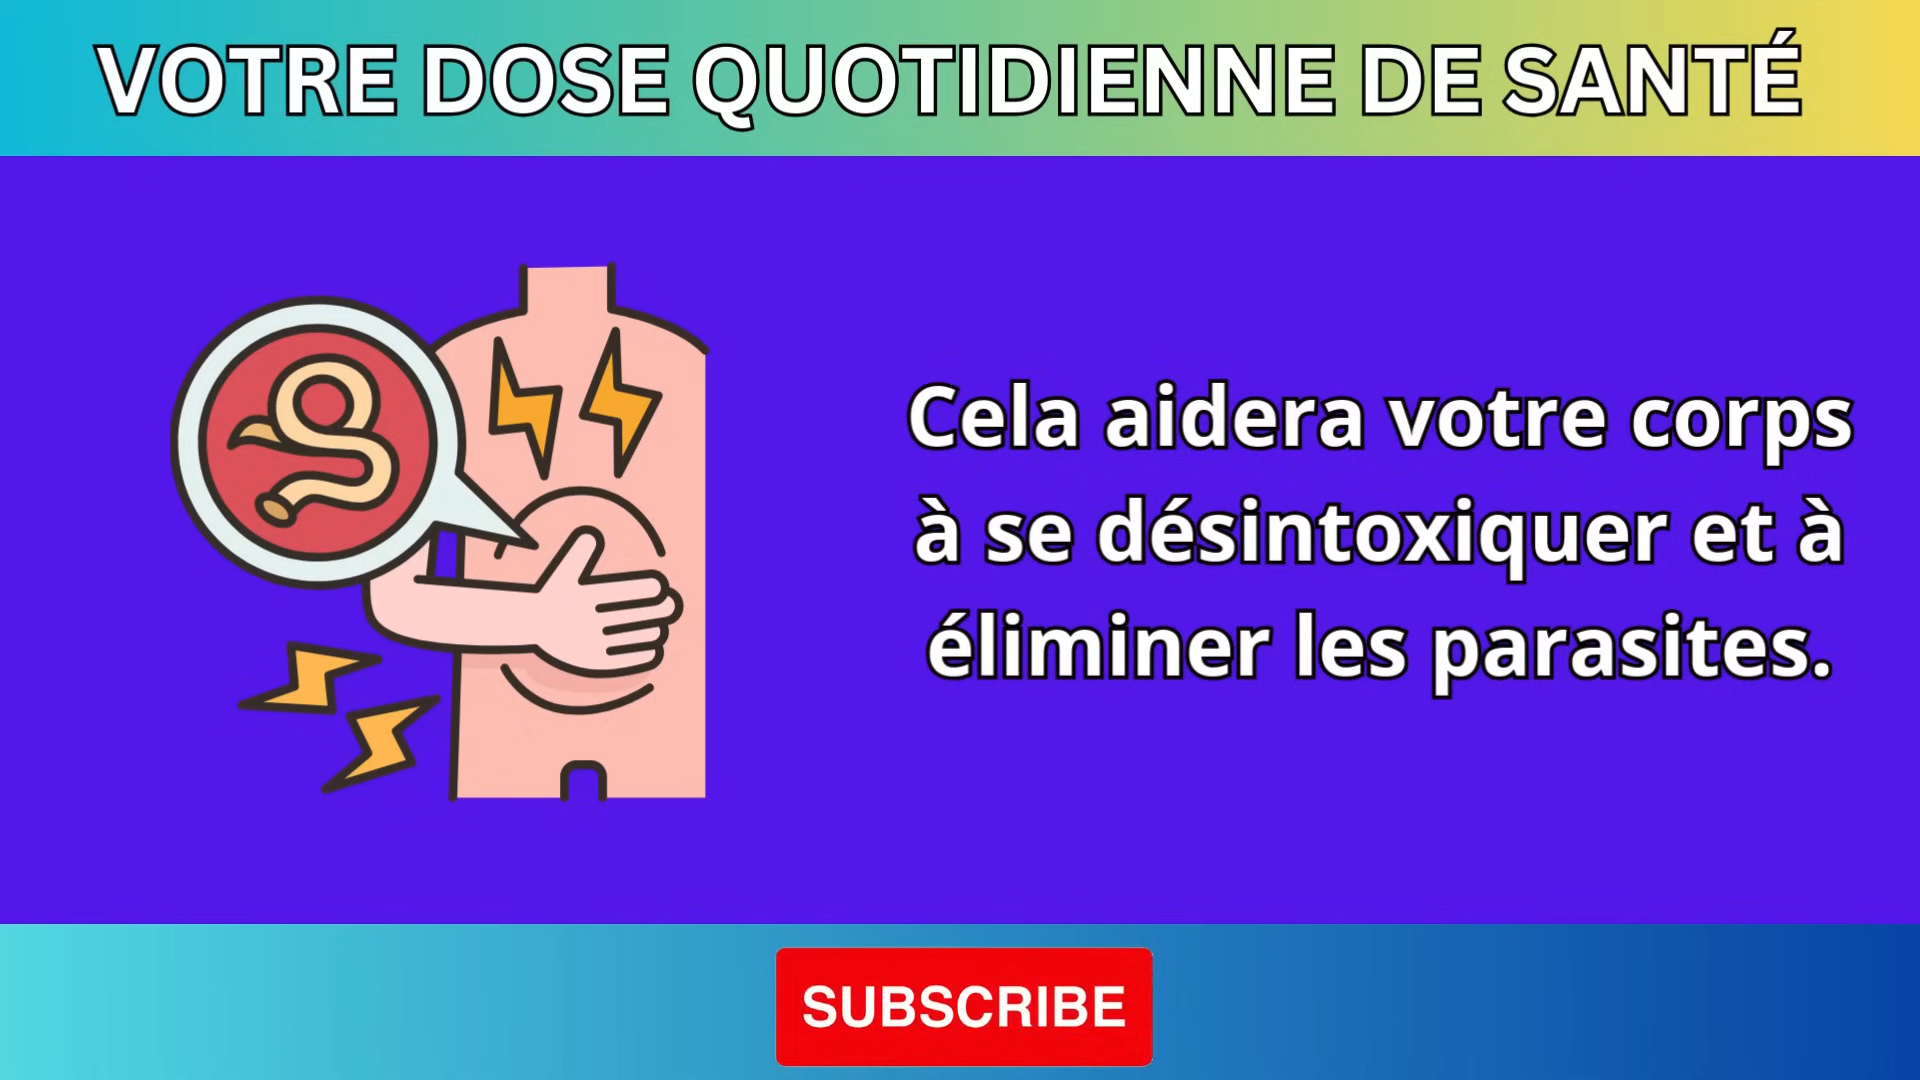 VOTRE DOSE QUOTIDIENNE DE SANTÉ
Cela aidera votre corps
à se désintoxiquer et à
éliminer les parasites.
SUBSCRIBE